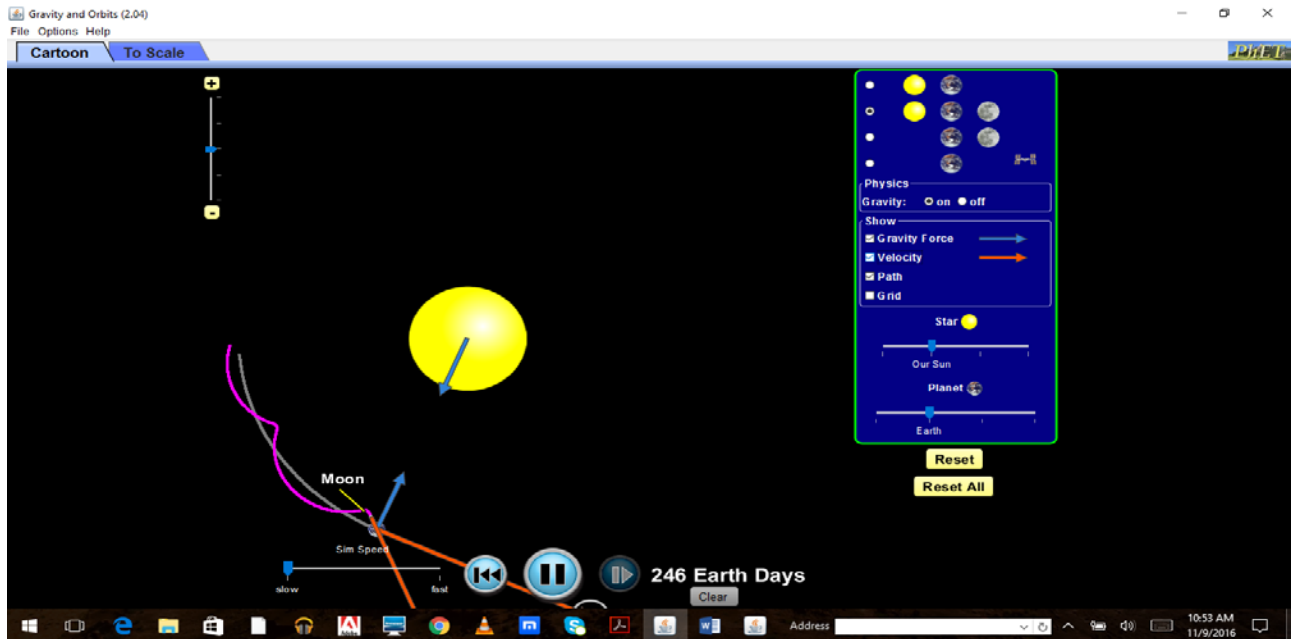 Gravity and Orbits (2.04)
File Options Help
Cartoon To Scale
PhET
+
-
Physics
Gravity: on off
Show
Gravity Force
Velocity
Path
Grid
Star
Our Sun
Planet
Earth
Reset
Reset All
Moon
Sim Speed
slow fast
246 Earth Days
Clear
Address
10:53 AM
11/9/2016